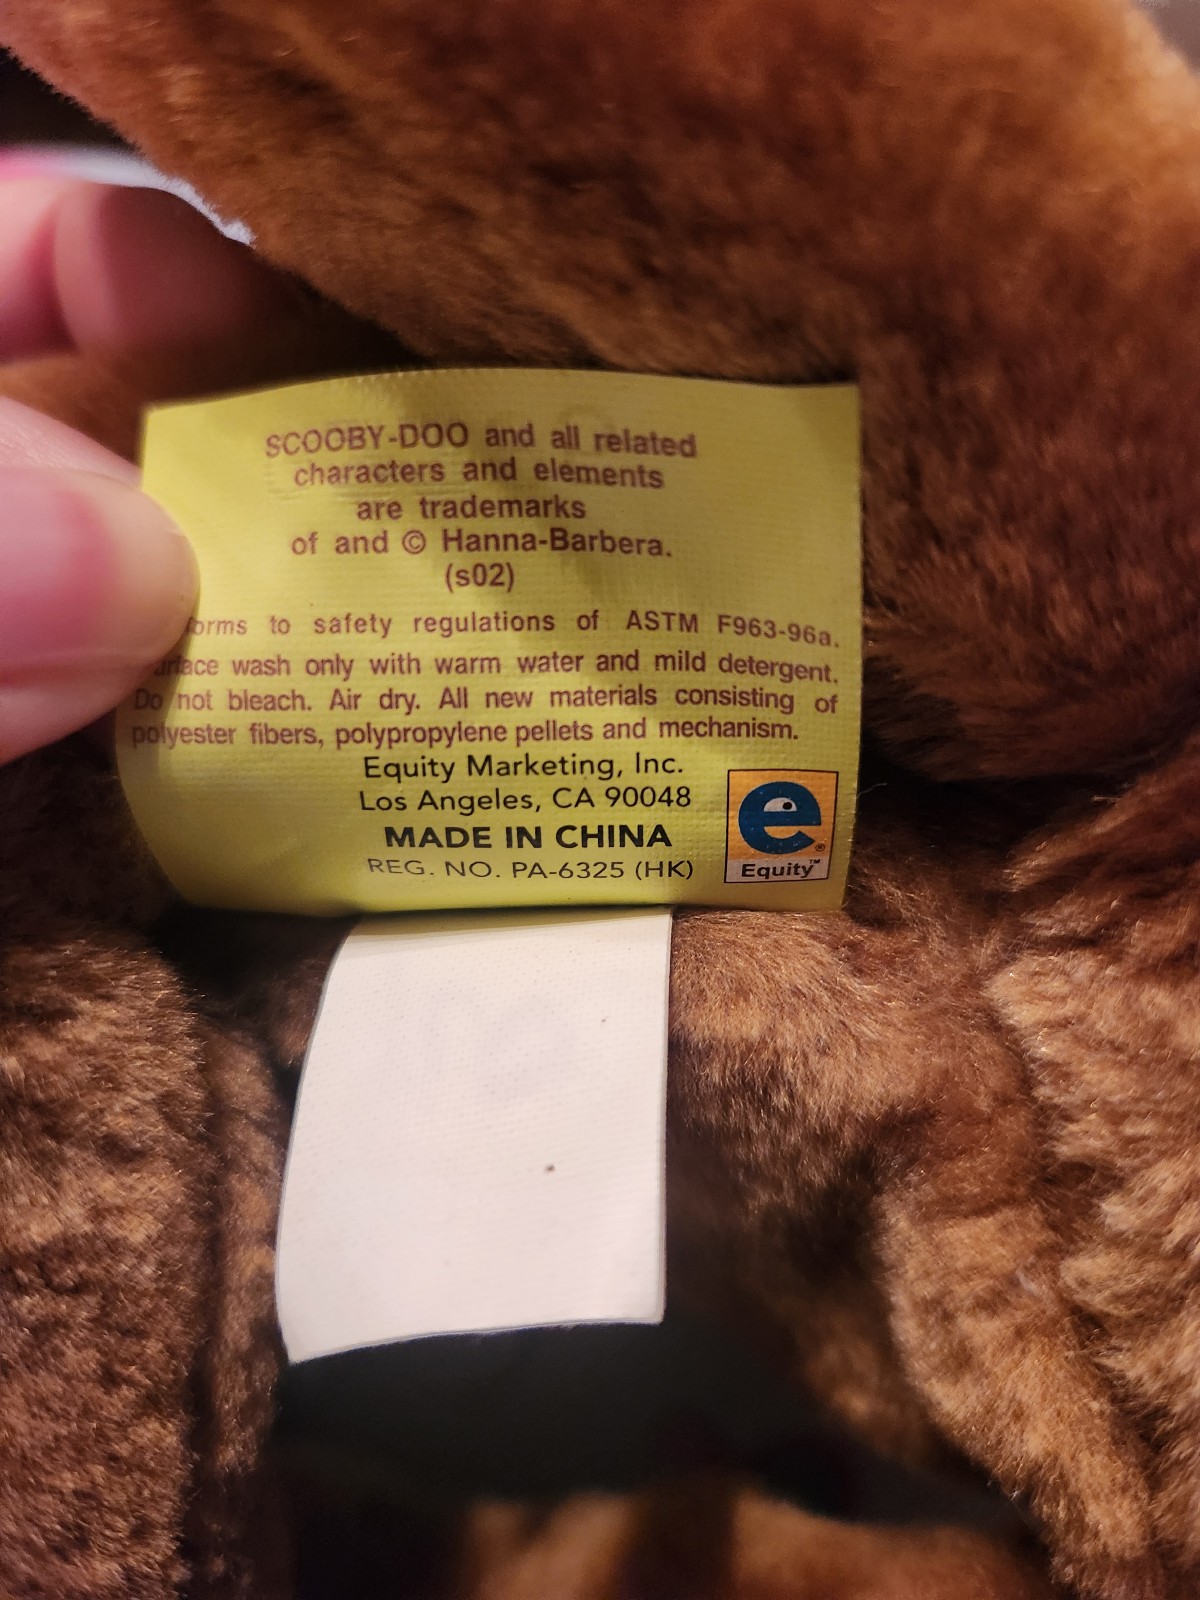 SCOOBY-DOO and all related
characters and elements
are trademarks
of and © Hanna-Barbera.
(s02)
to safety regulations of ASTM F963-96a.
wash only with warm water and mild detergent.
Do not bleach. Air dry. All new materials consisting of
polyester fibers, polypropylene pellets and mechanism.
Equity Marketing, Inc.
Los Angeles, CA 90048
MADE IN CHINA
REG. NO. PA-6325 (HK)
e®
Equity™